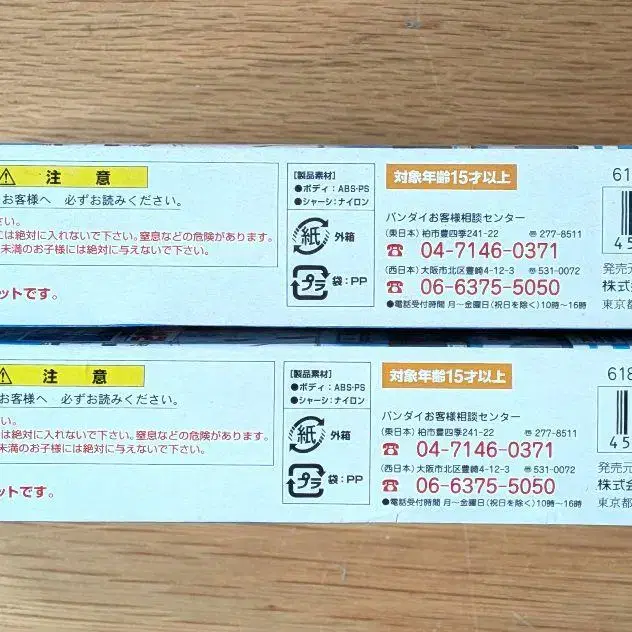 ⚠ 注 意
お客様へ 必ずお読みください。
さい。
には絶対に入れないで下さい。窒息などの危険があります。
未満のお子様には絶対に与えないで下さい。
ットです。
【製品素材】
●ボディ：ABS・PS
●シャーシ：ナイロン
紙 外箱
プラ 袋：PP
対象年齢15才以上
バンダイお客様相談センター
(東日本) 柏市豊四季241-22 〒277-8511
☎ 04-7146-0371
(西日本) 大阪市北区豊崎4-12-3 〒531-0072
☎ 06-6375-5050
●電話受付時間 月～金曜日(祝日を除く)10時～16時
61
45
発売元
株式
東京都
⚠ 注 意
お客様へ 必ずお読みください。
い。
は絶対に入れないで下さい。窒息などの危険があります。
未満のお子様には絶対に与えないで下さい。
ットです。
【製品素材】
●ボディ：ABS・PS
●シャーシ：ナイロン
紙 外箱
プラ 袋：PP
対象年齢15才以上
バンダイお客様相談センター
(東日本) 柏市豊四季241-22 〒277-8511
☎ 04-7146-0371
(西日本) 大阪市北区豊崎4-12-3 〒531-0072
☎ 06-6375-5050
●電話受付時間 月～金曜日(祝日を除く)10時～16時
618
45
発売元
株式
東京都